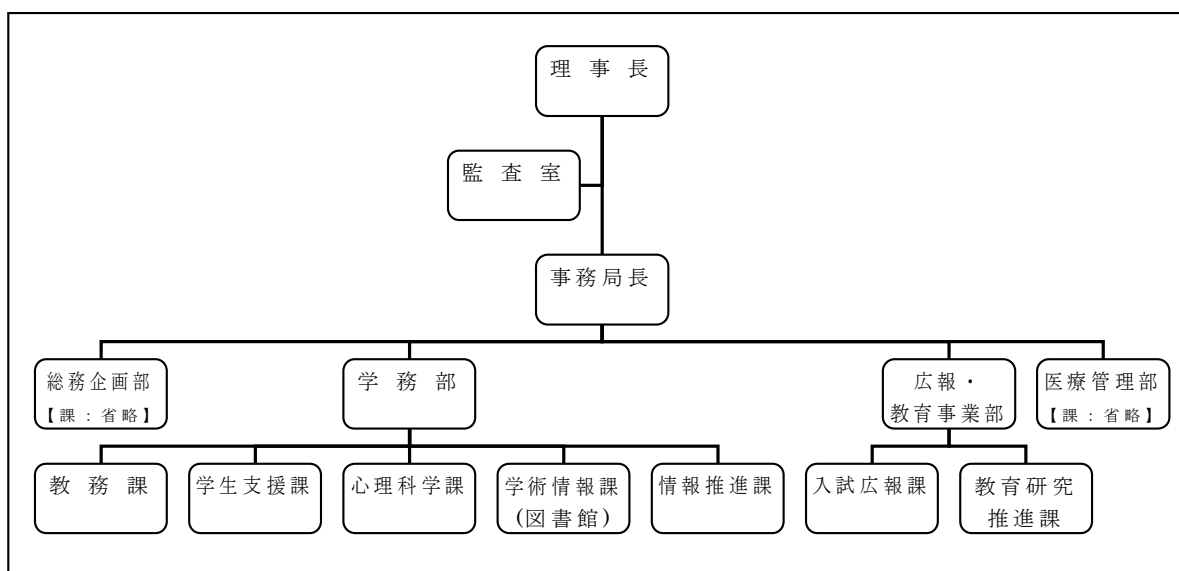 理事長
監査室
事務局長
総務企画部
【課：省略】
学務部
広報・
教育事業部
医療管理部
【課：省略】
教務課
学生支援課
心理科学課
学術情報課
(図書館)
情報推進課
入試広報課
教育研究
推進課